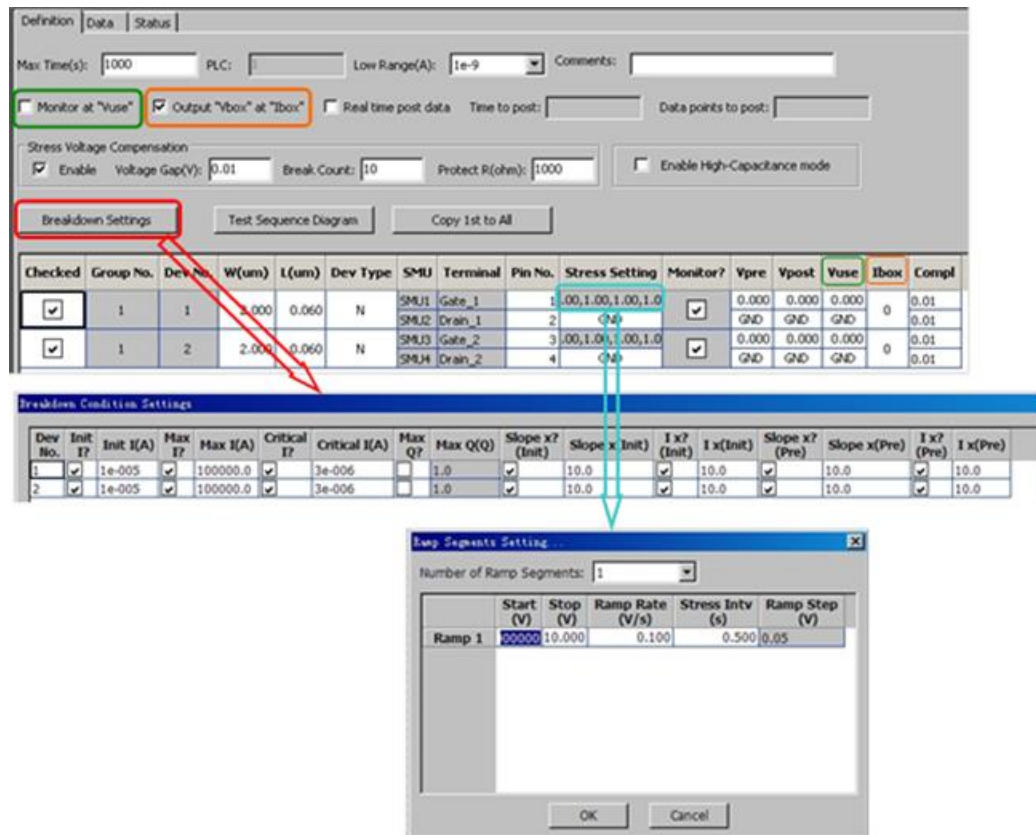 Definition Data Status
Max Time(s): 1000 PLC: 1 Low Range(A): 1e-9 Comments:
Monitor at "Vuse" Output "Vbox" at "Ibox" Real time post data Time to post: Data points to post:
Stress Voltage Compensation
Enable Voltage Gap(V): 0.01 Break Count: 10 Protect R(ohm): 1000 Enable High-Capacitance mode
Breakdown Settings Test Sequence Diagram Copy 1st to All
Checked Group No. Dev No. W(um) L(um) Dev Type SMU Terminal Pin No. Stress Setting Monitor? Vpre Vpost Vuse Ibox Compl
1 1 2.000 0.060 N SMU1 Gate_1 1 .00,1.00,1.00,1.0 0.000 0.000 0.000 0 0.01
SMU2 Drain_1 2 GND GND GND GND 0.01
1 2 2.000 0.060 N SMU3 Gate_2 3 .00,1.00,1.00,1.0 0.000 0.000 0.000 0 0.01
SMU4 Drain_2 4 GND GND GND GND 0.01
Breakdown Condition Settings
Dev No. Init I? Init I(A) Max I? Max I(A) Critical I? Critical I(A) Max Q? Max Q(Q) Slope x? (Init) Slope x(Init) I x? (Init) I x(Init) Slope x? (Pre) Slope x(Pre) I x? (Pre) I x(Pre)
1 1e-005 100000.0 3e-006 1.0 10.0 10.0 10.0 10.0
2 1e-005 100000.0 3e-006 1.0 10.0 10.0 10.0 10.0
Ramp Segments Setting...
Number of Ramp Segments: 1
Start (V) Stop (V) Ramp Rate (V/s) Stress Intv (s) Ramp Step (V)
Ramp 1 00000 10.000 0.100 0.500 0.05
OK Cancel